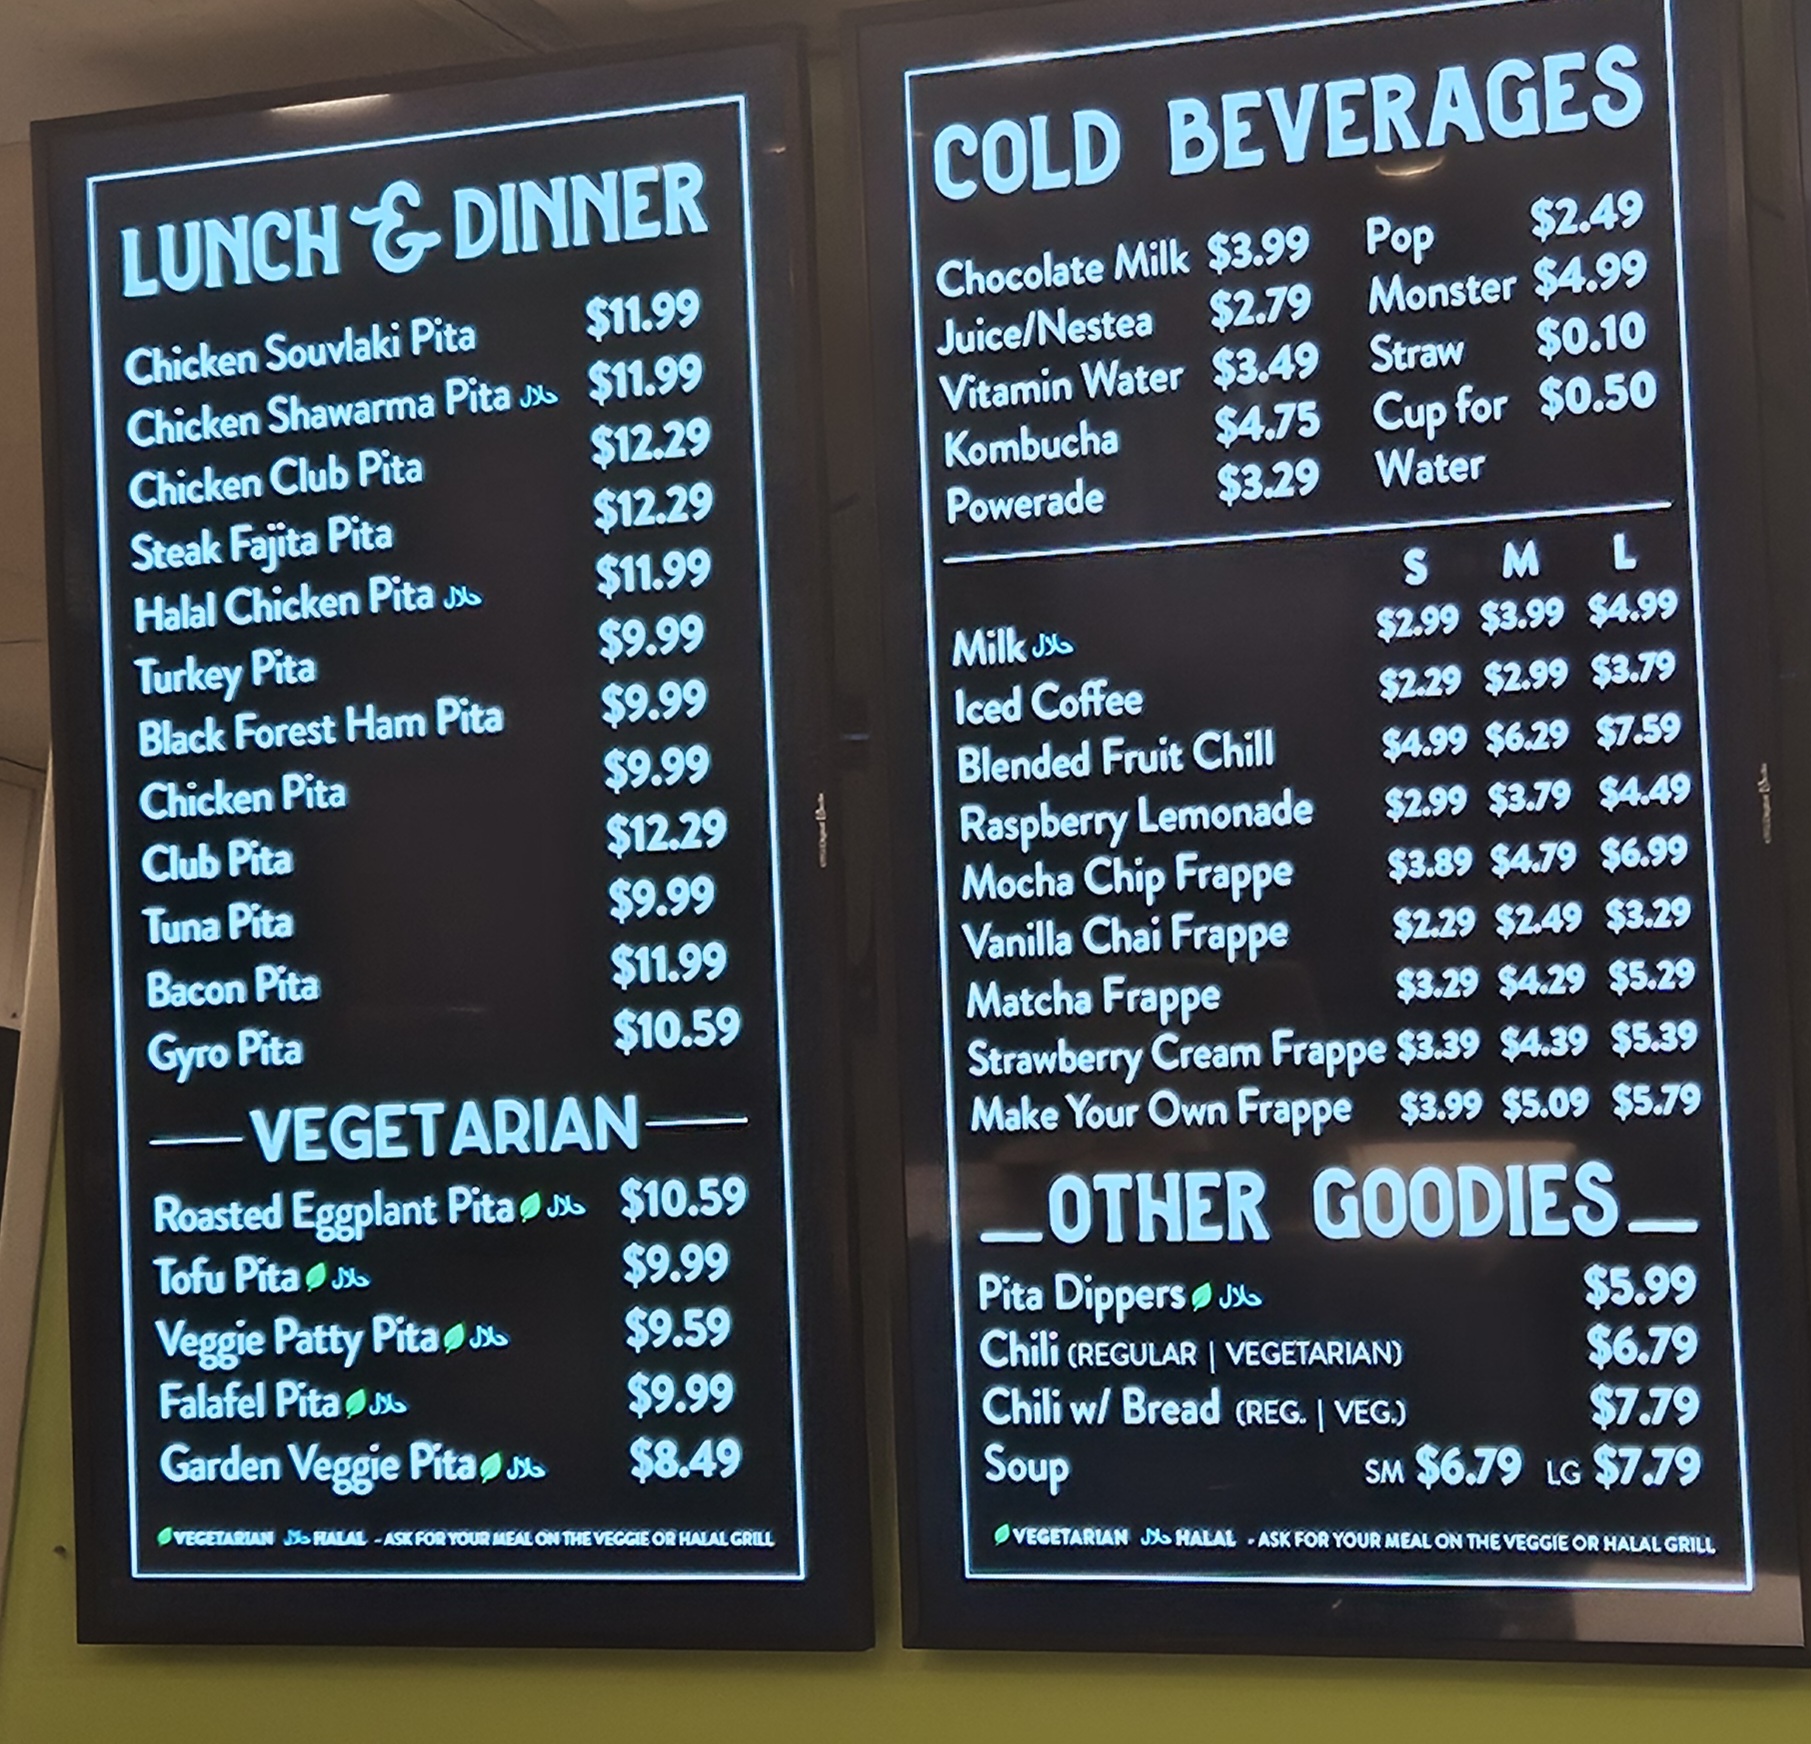 LUNCH & DINNER
Chicken Souvlaki Pita $11.99
Chicken Shawarma Pita حلال $11.99
Chicken Club Pita $12.29
Steak Fajita Pita $12.29
Halal Chicken Pita حلال $11.99
Turkey Pita $9.99
Black Forest Ham Pita $9.99
Chicken Pita $9.99
Club Pita $12.29
Tuna Pita $9.99
Bacon Pita $11.99
Gyro Pita $10.59
VEGETARIAN
Roasted Eggplant Pita حلال $10.59
Tofu Pita حلال $9.99
Veggie Patty Pita حلال $9.59
Falafel Pita حلال $9.99
Garden Veggie Pita حلال $8.49
VEGETARIAN حلال HALAL - ASK FOR YOUR MEAL ON THE VEGGIE OR HALAL GRILL
COLD BEVERAGES
Chocolate Milk $3.99 Pop $2.49
Juice/Nestea $2.79 Monster $4.99
Vitamin Water $3.49 Straw $0.10
Kombucha $4.75 Cup for $0.50
Powerade $3.29 Water
S M L
Milk حلال $2.99 $3.99 $4.99
Iced Coffee $2.29 $2.99 $3.79
Blended Fruit Chill $4.99 $6.29 $7.59
Raspberry Lemonade $2.99 $3.79 $4.49
Mocha Chip Frappe $3.89 $4.79 $6.99
Vanilla Chai Frappe $2.29 $2.49 $3.29
Matcha Frappe $3.29 $4.29 $5.29
Strawberry Cream Frappe $3.39 $4.39 $5.39
Make Your Own Frappe $3.99 $5.09 $5.79
OTHER GOODIES
Pita Dippers حلال $5.99
Chili (REGULAR | VEGETARIAN) $6.79
Chili w/ Bread (REG. | VEG.) $7.79
Soup SM $6.79 LG $7.79
VEGETARIAN حلال HALAL - ASK FOR YOUR MEAL ON THE VEGGIE OR HALAL GRILL